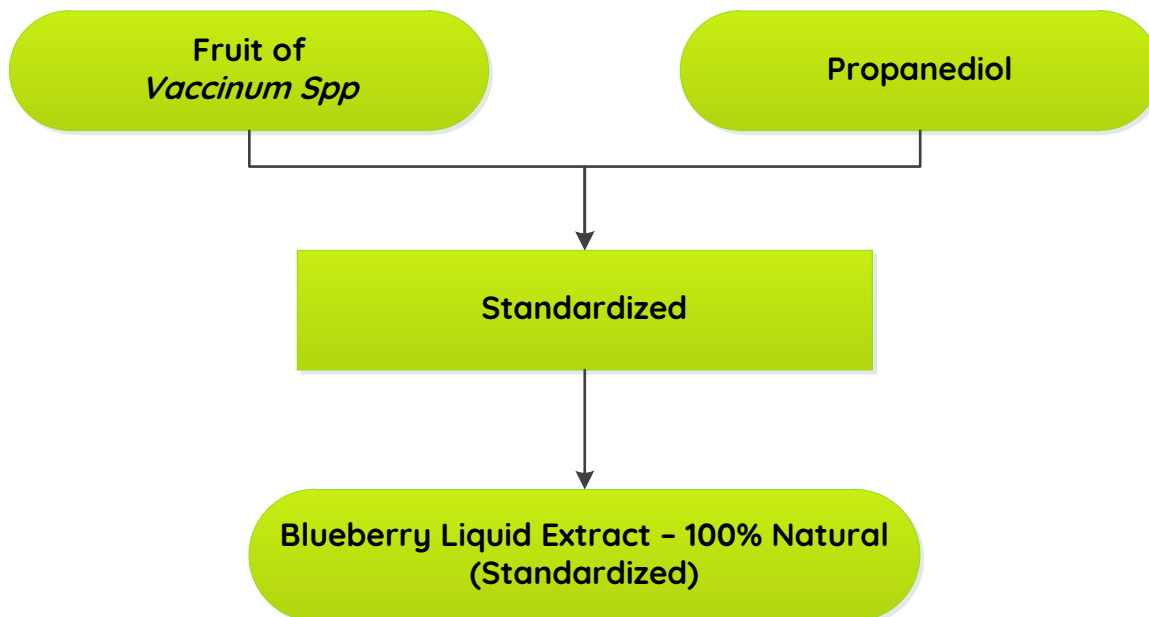 Fruit of
Vaccinum Spp
Propanediol
Standardized
Blueberry Liquid Extract – 100% Natural
(Standardized)